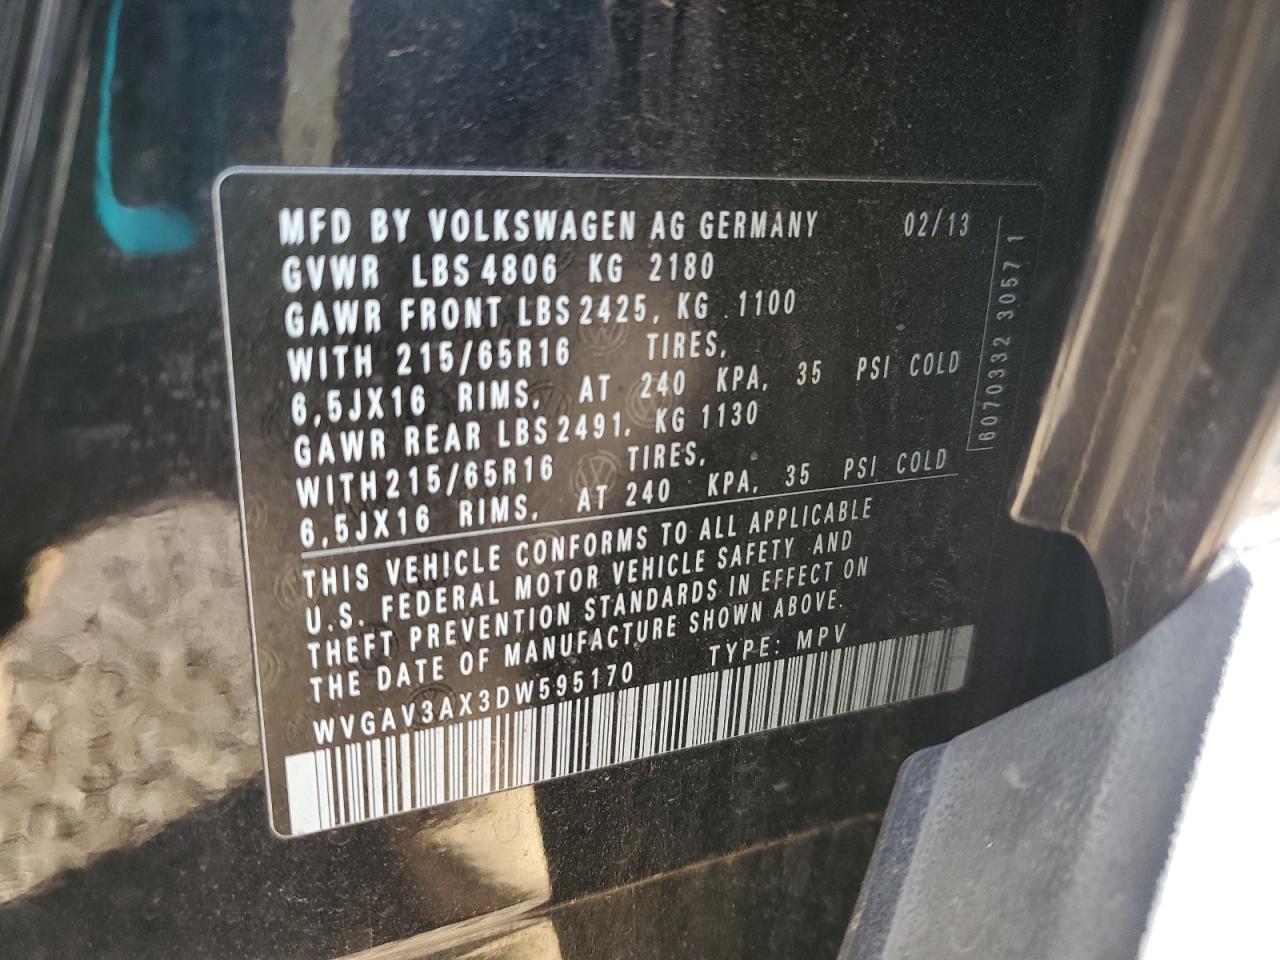 MFD BY VOLKSWAGEN AG GERMANY 02/13
GVWR LBS 4806 KG 2180
GAWR FRONT LBS 2425, KG 1100
WITH 215/65R16 TIRES,
6,5JX16 RIMS, AT 240 KPA, 35 PSI COLD
GAWR REAR LBS 2491, KG 1130
WITH 215/65R16 TIRES,
6,5JX16 RIMS, AT 240 KPA, 35 PSI COLD
THIS VEHICLE CONFORMS TO ALL APPLICABLE
U.S. FEDERAL MOTOR VEHICLE SAFETY AND
THEFT PREVENTION STANDARDS IN EFFECT ON
THE DATE OF MANUFACTURE SHOWN ABOVE.
WVGAV3AX3DW595170 TYPE: MPV
6070332 30571